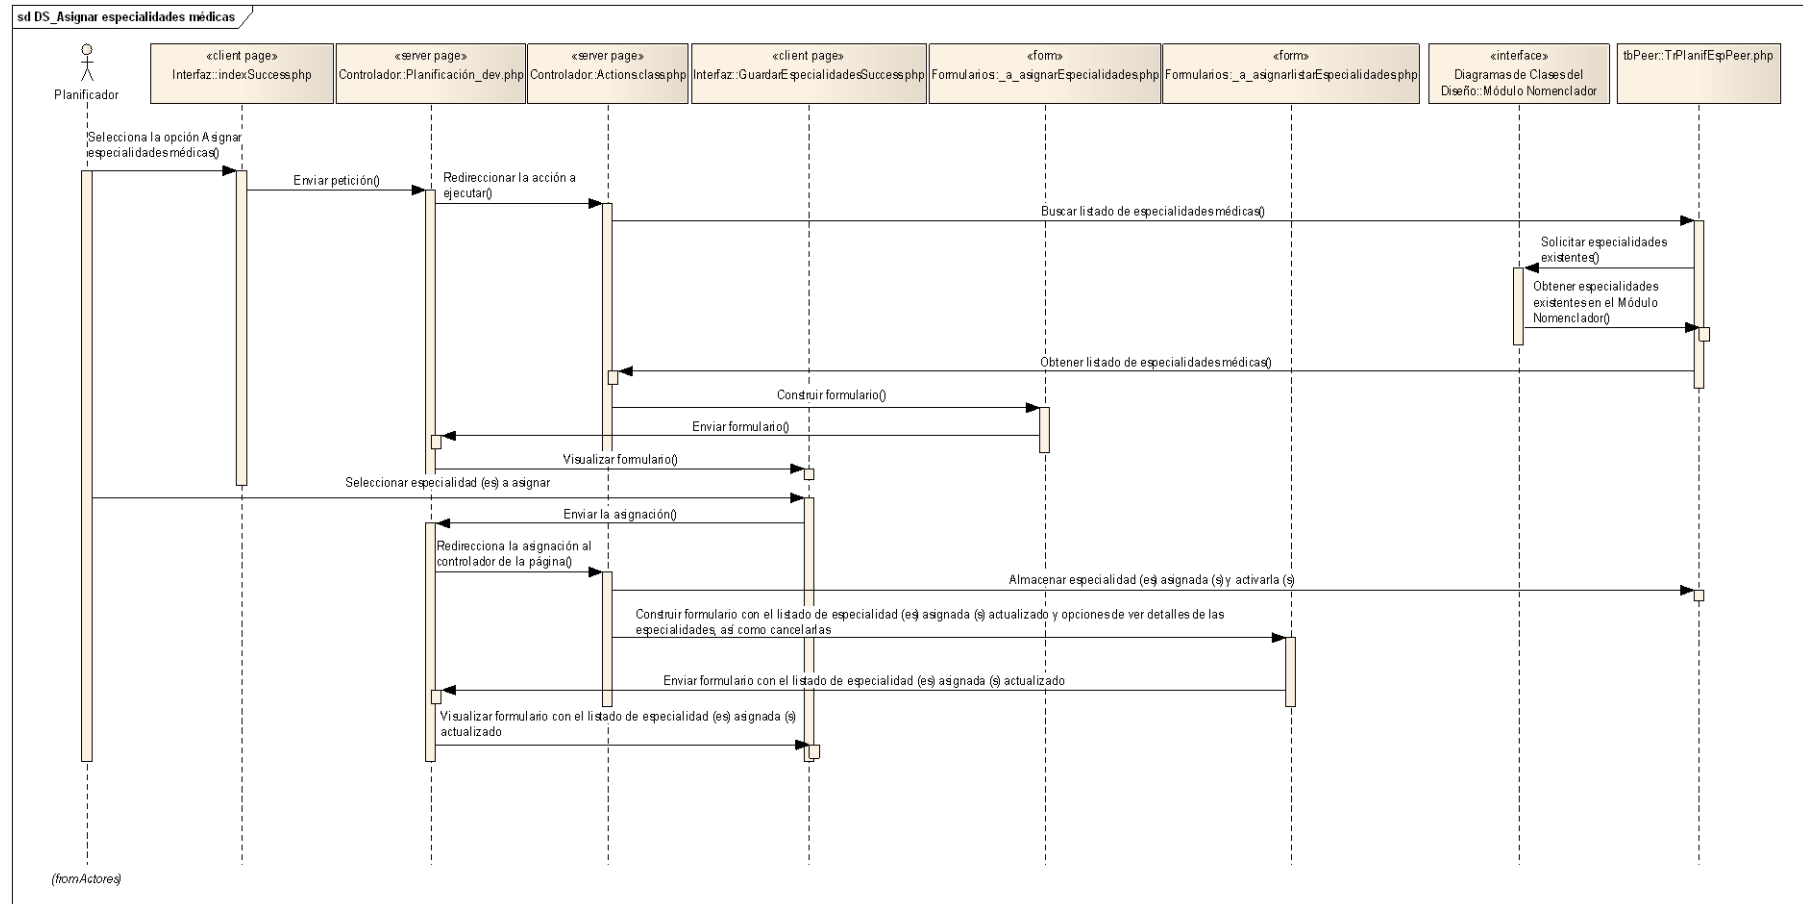 sd DS_Asignar especialidades médicas
Planificador
«client page»
Interfaz::indexSuccess.php
«server page»
Controlador::Planificación_dev.php
«server page»
Controlador::Actions.class.php
«client page»
Interfaz::GuardarEspecialidadesSuccess.php
«form»
Formularios::_a_asignarEspecialidades.php
«form»
Formularios::_a_asignarlistarEspecialidades.php
«interface»
Diagramas de Clases del
Diseño::Módulo Nomenclador
tbPeer::TrPlanifEspPeer.php
Selecciona la opción Asignar
especialidades médicas()
Enviar petición()
Redireccionar la acción a
ejecutar()
Buscar listado de especialidades médicas()
Solicitar especialidades
existentes()
Obtener especialidades
existentes en el Módulo
Nomenclador()
Obtener listado de especialidades médicas()
Construir formulario()
Enviar formulario()
Visualizar formulario()
Seleccionar especialidad (es) a asignar
Enviar la asignación()
Redirecciona la asignación al
controlador de la página()
Almacenar especialidad (es) asignada (s) y activarla (s)
Construir formulario con el listado de especialidad (es) asignada (s) actualizado y opciones de ver detalles de las
especialidades, así como cancelarlas
Enviar formulario con el listado de especialidad (es) asignada (s) actualizado
Visualizar formulario con el listado de especialidad (es) asignada (s)
actualizado
(from Actores)